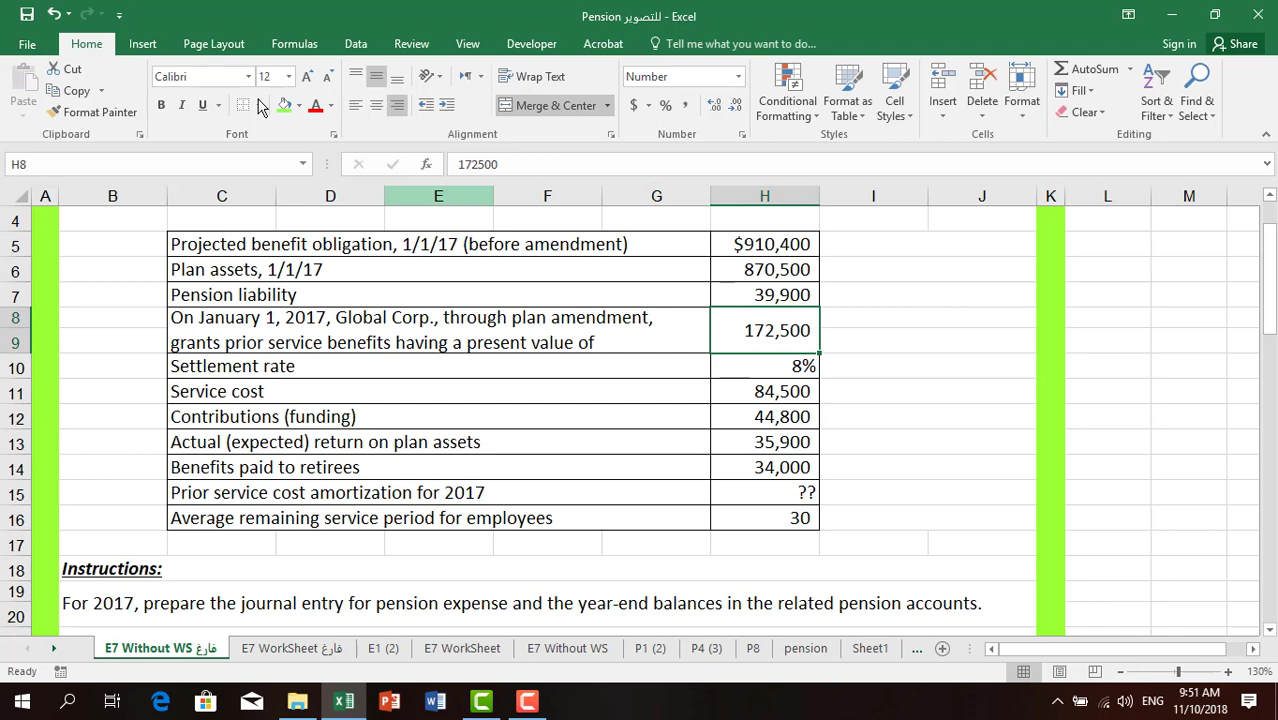 Pension للتصوير - Excel
File Home Insert Page Layout Formulas Data Review View Developer Acrobat Tell me what you want to do... Sign in Share
Paste Cut Copy Format Painter Clipboard
Calibri 12 B I U A Font
Wrap Text Merge & Center Alignment
Number $ % , Number
Conditional Formatting Format as Table Cell Styles Styles
Insert Delete Format Cells
AutoSum Fill Clear Sort & Filter Find & Select Editing
H8 fx 172500
A B C D E F G H I J K L M
4
5 Projected benefit obligation, 1/1/17 (before amendment) $910,400
6 Plan assets, 1/1/17 870,500
7 Pension liability 39,900
8 On January 1, 2017, Global Corp., through plan amendment,
9 grants prior service benefits having a present value of 172,500
10 Settlement rate 8%
11 Service cost 84,500
12 Contributions (funding) 44,800
13 Actual (expected) return on plan assets 35,900
14 Benefits paid to retirees 34,000
15 Prior service cost amortization for 2017 ??
16 Average remaining service period for employees 30
17
18 Instructions:
19
20 For 2017, prepare the journal entry for pension expense and the year-end balances in the related pension accounts.
E7 Without WS فارغ E7 WorkSheet فارغ E1 (2) E7 WorkSheet E7 Without WS P1 (2) P4 (3) P8 pension Sheet1 ...
Ready 130%
ENG 9:51 AM
11/10/2018